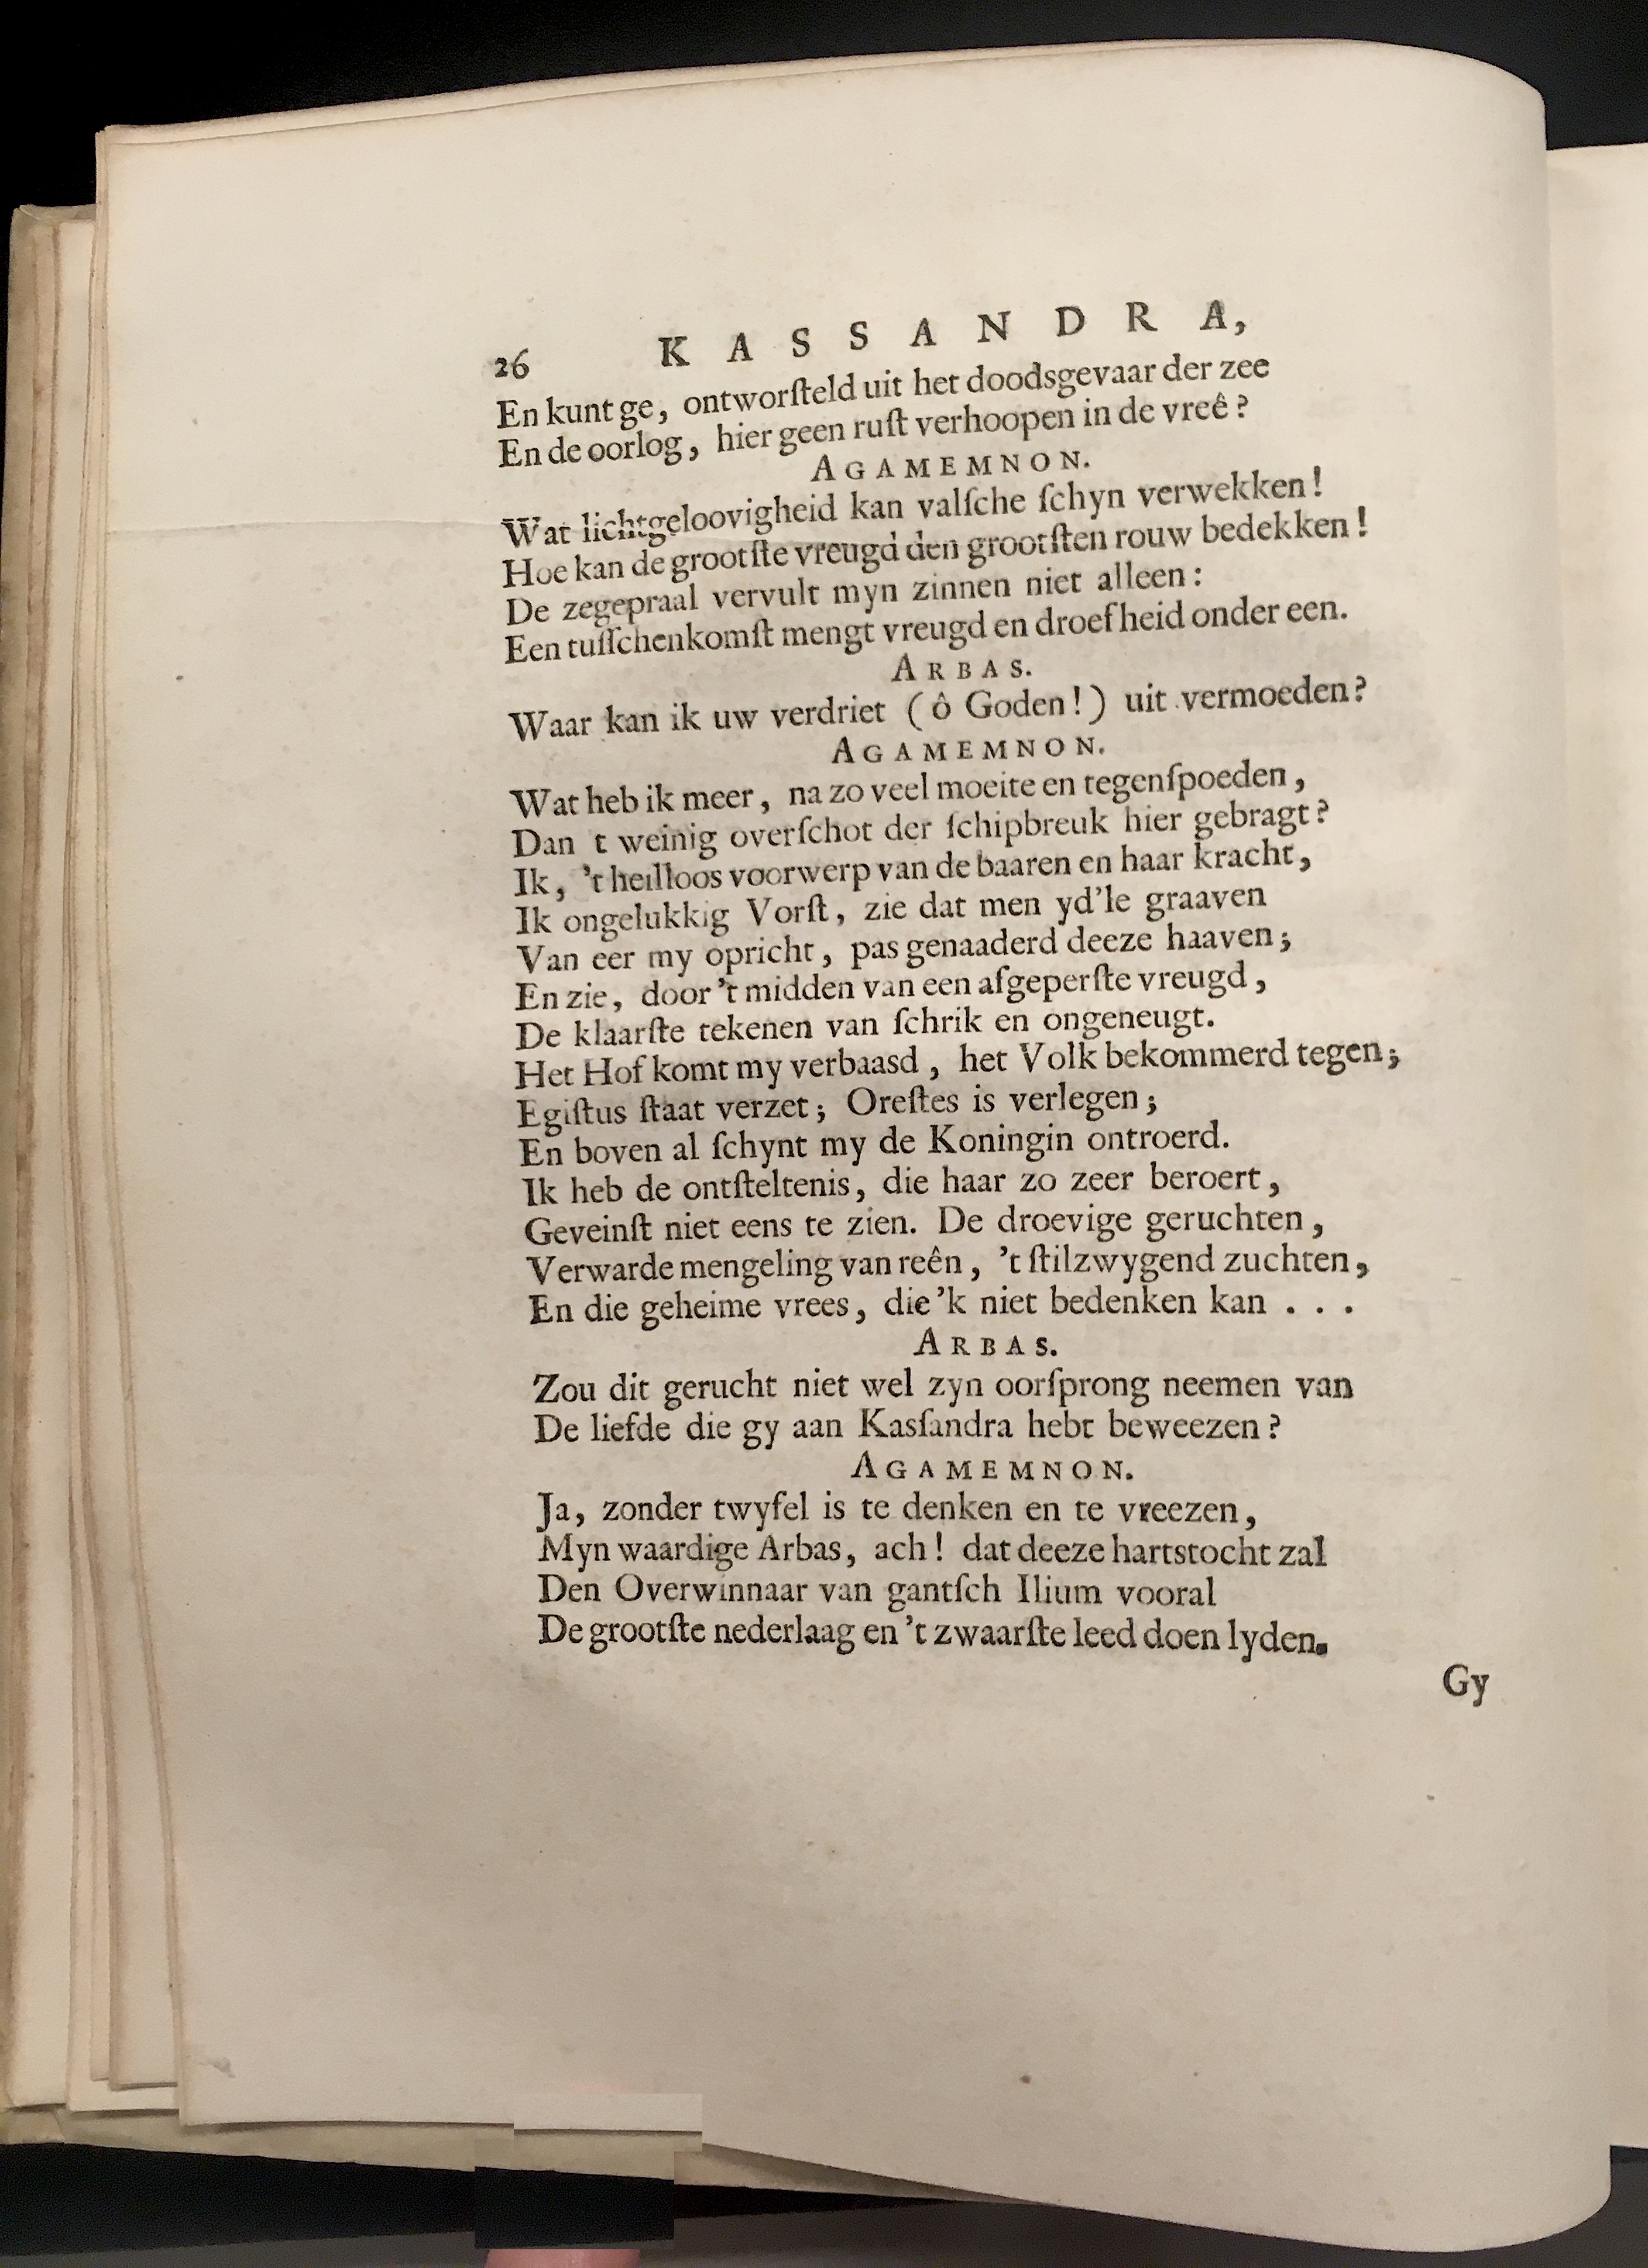 26 KASSANDRA,
En kunt ge, ontworſteld uit het doodsgevaar der zee
En de oorlog, hier geen ruſt verhoopen in de vreê?
AGAMEMNON.
Wat lichtgeloovigheid kan valſche ſchyn verwekken!
Hoe kan de grootſte vreugd den grootſten rouw bedekken!
De zegepraal vervult myn zinnen niet alleen:
Een tuſſchenkomſt mengt vreugd en droefheid onder een.
ARBAS.
Waar kan ik uw verdriet (ô Goden!) uit vermoeden?
AGAMEMNON.
Wat heb ik meer, na zo veel moeite en tegenſpoeden,
Dan t weinig overſchot der ſchipbreuk hier gebragt?
Ik, 't heilloos voorwerp van de baaren en haar kracht,
Ik ongelukkig Vorſt, zie dat men yd'le graaven
Van eer my opricht, pas genaaderd deeze haaven;
En zie, door 't midden van een afgeperſte vreugd,
De klaarſte tekenen van ſchrik en ongeneugt.
Het Hof komt my verbaasd, het Volk bekommerd tegen;
Egiſtus ſtaat verzet; Oreſtes is verlegen;
En boven al ſchynt my de Koningin ontroerd.
Ik heb de ontſteltenis, die haar zo zeer beroert,
Geveinſt niet eens te zien. De droevige geruchten,
Verwarde mengeling van reên, 't ſtilzwygend zuchten,
En die geheime vrees, die 'k niet bedenken kan . . .
ARBAS.
Zou dit gerucht niet wel zyn oorſprong neemen van
De liefde die gy aan Kasſandra hebt beweezen?
AGAMEMNON.
Ja, zonder twyfel is te denken en te vreezen,
Myn waardige Arbas, ach! dat deeze hartstocht zal
Den Overwinnaar van gantſch Ilium vooral
De grootſte nederlaag en 't zwaarſte leed doen lyden.
Gy